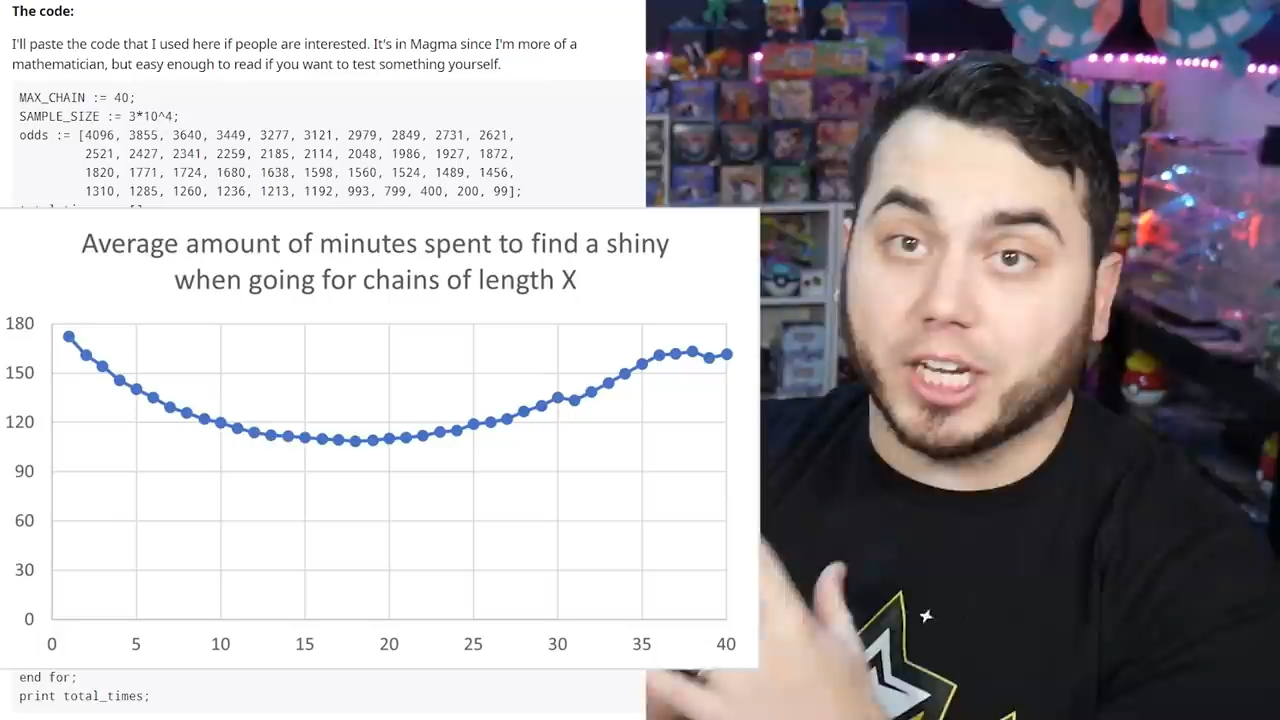 The code:
I'll paste the code that I used here if people are interested. It's in Magma since I'm more of a
mathematician, but easy enough to read if you want to test something yourself.
MAX_CHAIN := 40;
SAMPLE_SIZE := 3*10^4;
odds := [4096, 3855, 3640, 3449, 3277, 3121, 2979, 2849, 2731, 2621,
2521, 2427, 2341, 2259, 2185, 2114, 2048, 1986, 1927, 1872,
1820, 1771, 1724, 1680, 1638, 1598, 1560, 1524, 1489, 1456,
1310, 1285, 1260, 1236, 1213, 1192, 993, 799, 400, 200, 99];
Average amount of minutes spent to find a shiny
when going for chains of length X
180
150
120
90
60
30
0
0 5 10 15 20 25 30 35 40
end for;
print total_times;